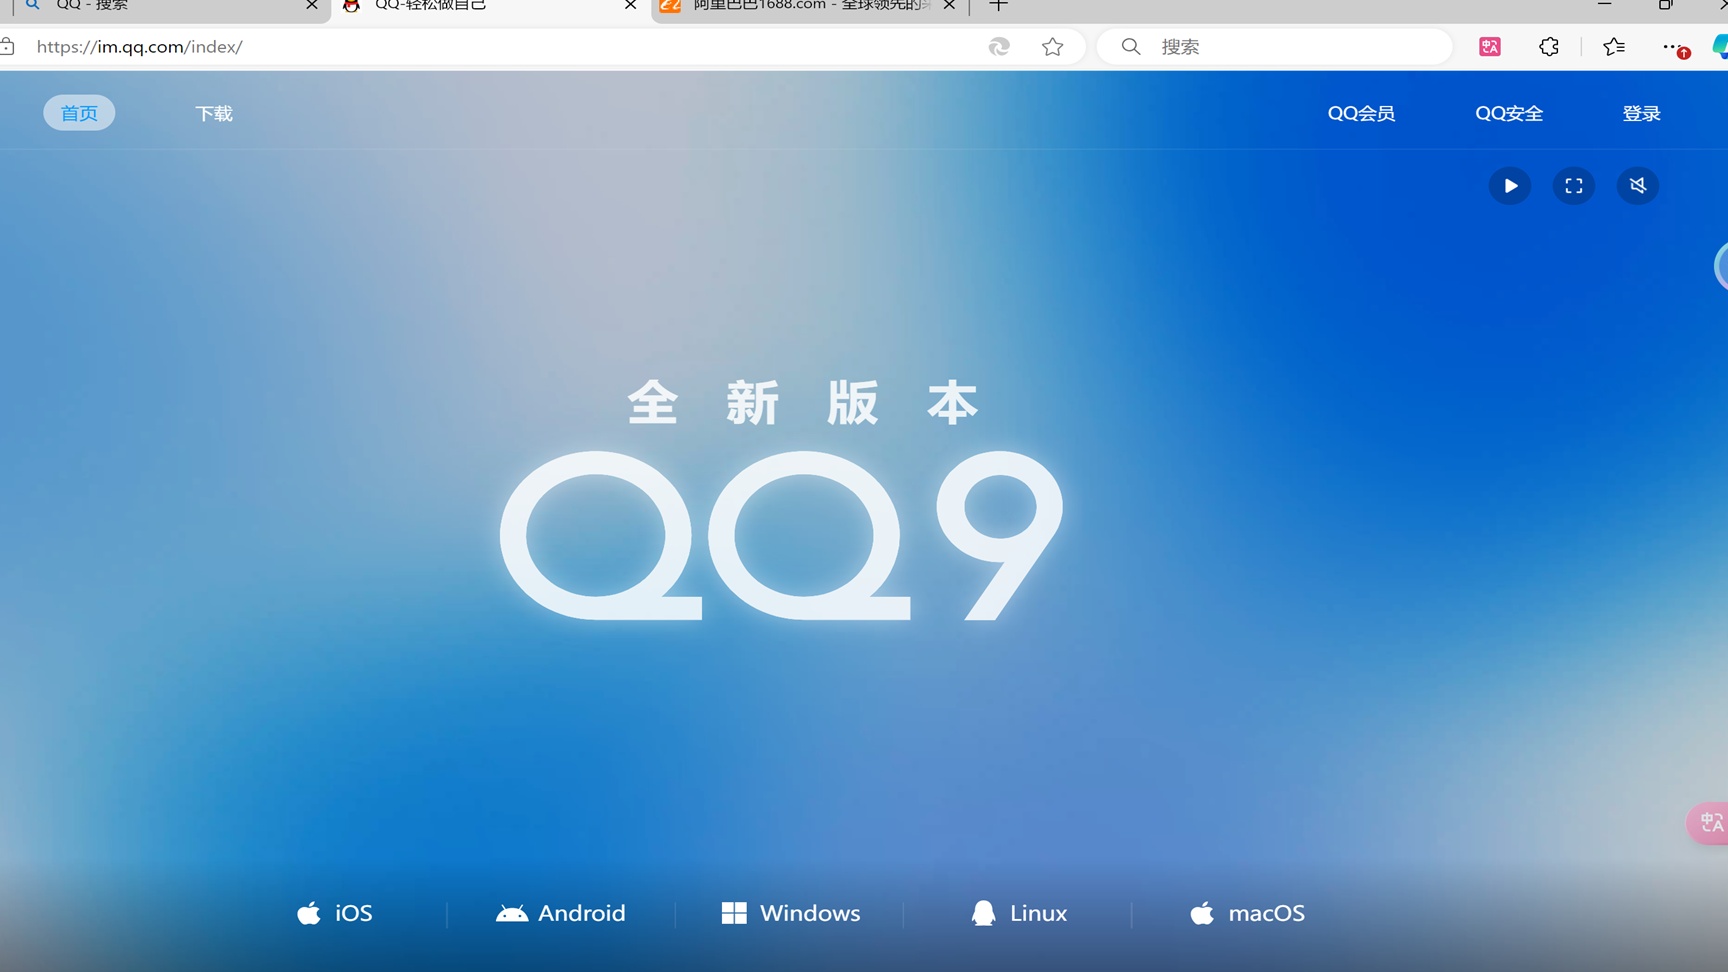 QQ - 搜索
QQ-轻松做自己
阿里巴巴1688.com - 全球领先的采
https://im.qq.com/index/
搜索
首页
下载
QQ会员
QQ安全
登录
全新版本
QQ9
iOS
Android
Windows
Linux
macOS